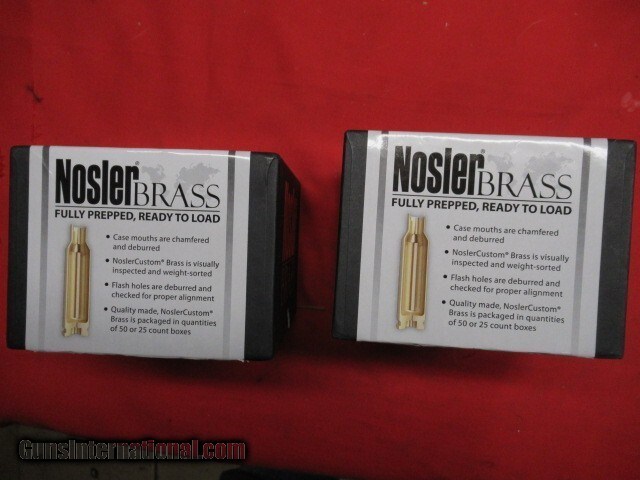 Nosler BRASS
FULLY PREPPED, READY TO LOAD
• Case mouths are chamfered
and deburred
• NoslerCustom® Brass is visually
inspected and weight-sorted
• Flash holes are deburred and
checked for proper alignment
• Quality made, NoslerCustom®
Brass is packaged in quantities
of 50 or 25 count boxes
Nosler BRASS
FULLY PREPPED, READY TO LOAD
• Case mouths are chamfered
and deburred
• NoslerCustom® Brass is visually
inspected and weight-sorted
• Flash holes are deburred and
checked for proper alignment
• Quality made, NoslerCustom®
Brass is packaged in quantities
of 50 or 25 count boxes
GunsInternational.com